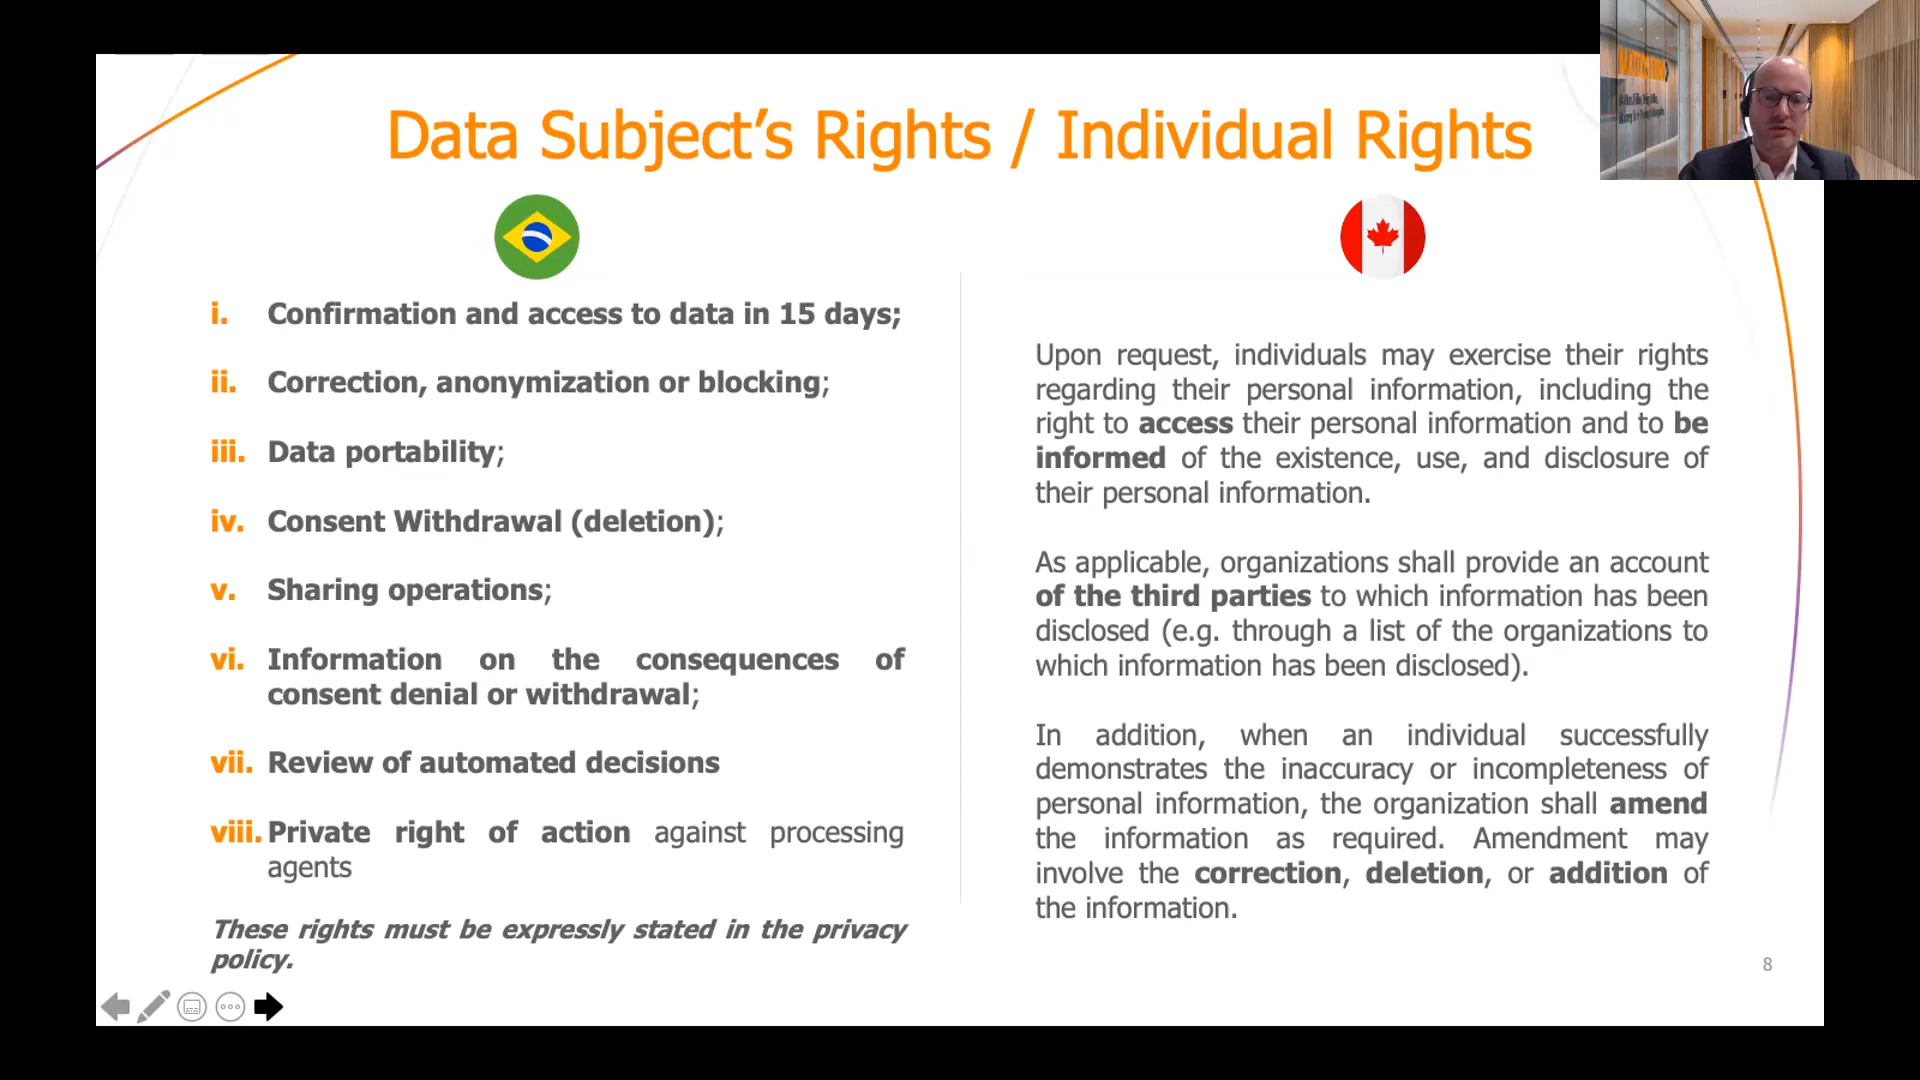 Data Subject's Rights / Individual Rights
i. Confirmation and access to data in 15 days;
ii. Correction, anonymization or blocking;
iii. Data portability;
iv. Consent Withdrawal (deletion);
v. Sharing operations;
vi. Information on the consequences of
consent denial or withdrawal;
vii. Review of automated decisions
viii. Private right of action against processing
agents
These rights must be expressly stated in the privacy
policy.
Upon request, individuals may exercise their rights
regarding their personal information, including the
right to access their personal information and to be
informed of the existence, use, and disclosure of
their personal information.
As applicable, organizations shall provide an account
of the third parties to which information has been
disclosed (e.g. through a list of the organizations to
which information has been disclosed).
In addition, when an individual successfully
demonstrates the inaccuracy or incompleteness of
personal information, the organization shall amend
the information as required. Amendment may
involve the correction, deletion, or addition of
the information.
8